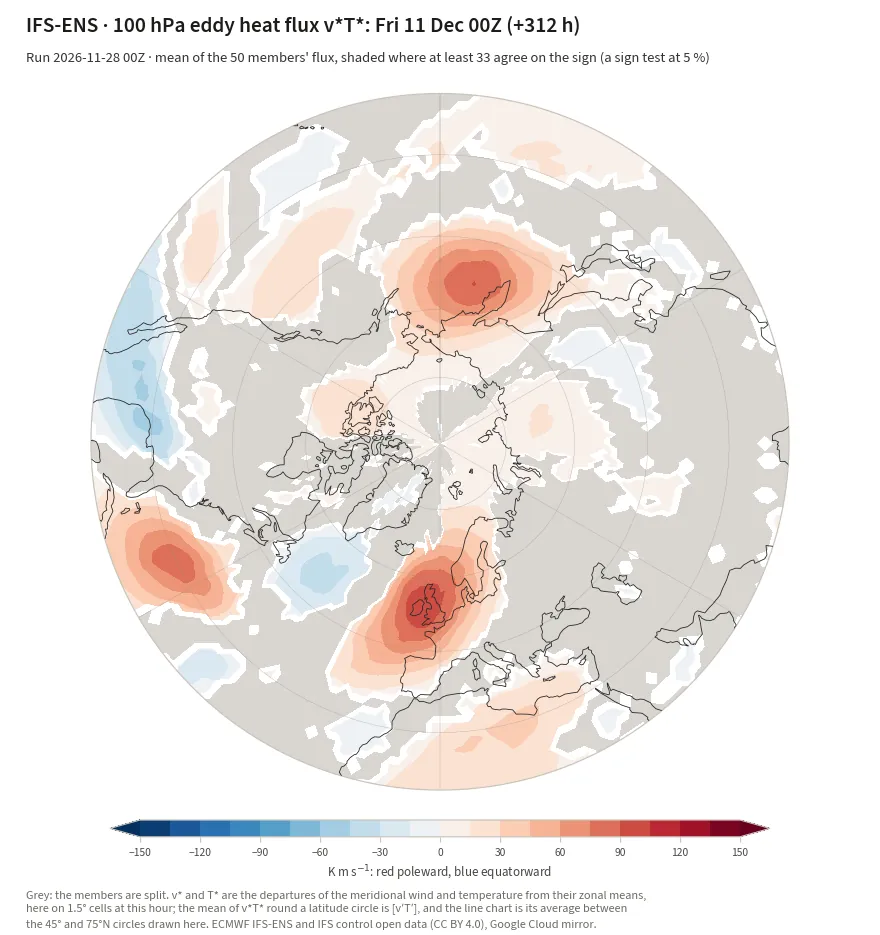 IFS-ENS · 100 hPa eddy heat flux v*T*: Fri 11 Dec 00Z (+312 h)
Run 2026-11-28 00Z · mean of the 50 members' flux, shaded where at least 33 agree on the sign (a sign test at 5 %)
−150 −120 −90 −60 −30 0 30 60 90 120 150
K m s⁻¹: red poleward, blue equatorward
Grey: the members are split. v* and T* are the departures of the meridional wind and temperature from their zonal means,
here on 1.5° cells at this hour; the mean of v*T* round a latitude circle is [v′T′], and the line chart is its average between
the 45° and 75°N circles drawn here. ECMWF IFS-ENS and IFS control open data (CC BY 4.0), Google Cloud mirror.